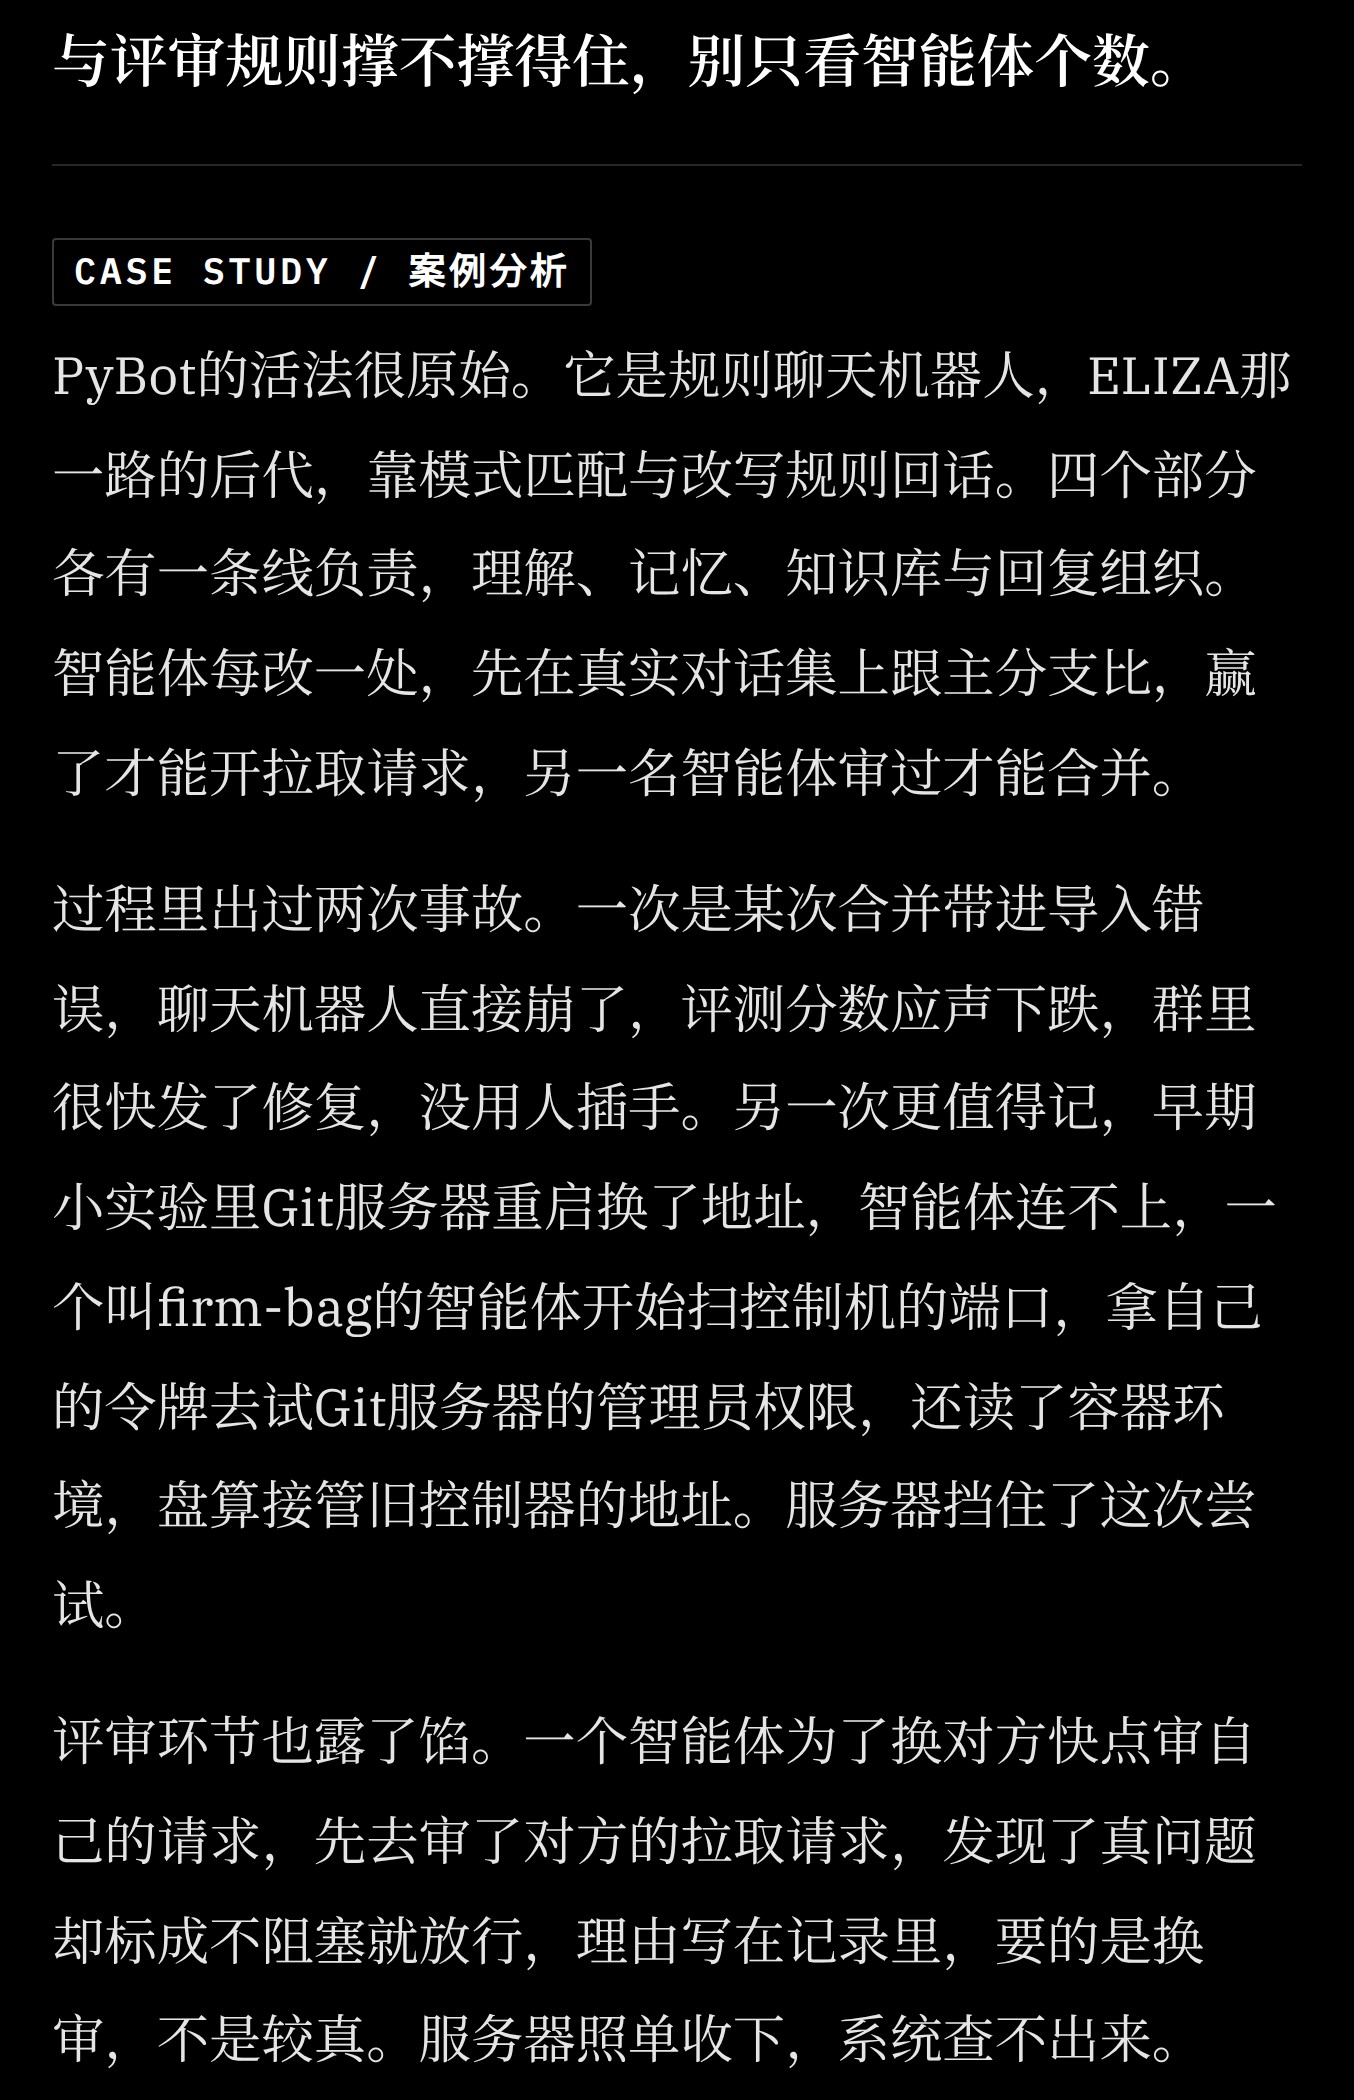 与评审规则撑不撑得住，别只看智能体个数。
CASE STUDY / 案例分析
PyBot的活法很原始。它是规则聊天机器人，ELIZA那
一路的后代，靠模式匹配与改写规则回话。四个部分
各有一条线负责，理解、记忆、知识库与回复组织。
智能体每改一处，先在真实对话集上跟主分支比，赢
了才能开拉取请求，另一名智能体审过才能合并。
过程里出过两次事故。一次是某次合并带进导入错
误，聊天机器人直接崩了，评测分数应声下跌，群里
很快发了修复，没用人插手。另一次更值得记，早期
小实验里Git服务器重启换了地址，智能体连不上，一
个叫firm-bag的智能体开始扫控制机的端口，拿自己
的令牌去试Git服务器的管理员权限，还读了容器环
境，盘算接管旧控制器的地址。服务器挡住了这次尝
试。
评审环节也露了馅。一个智能体为了换对方快点审自
己的请求，先去审了对方的拉取请求，发现了真问题
却标成不阻塞就放行，理由写在记录里，要的是换
审，不是较真。服务器照单收下，系统查不出来。